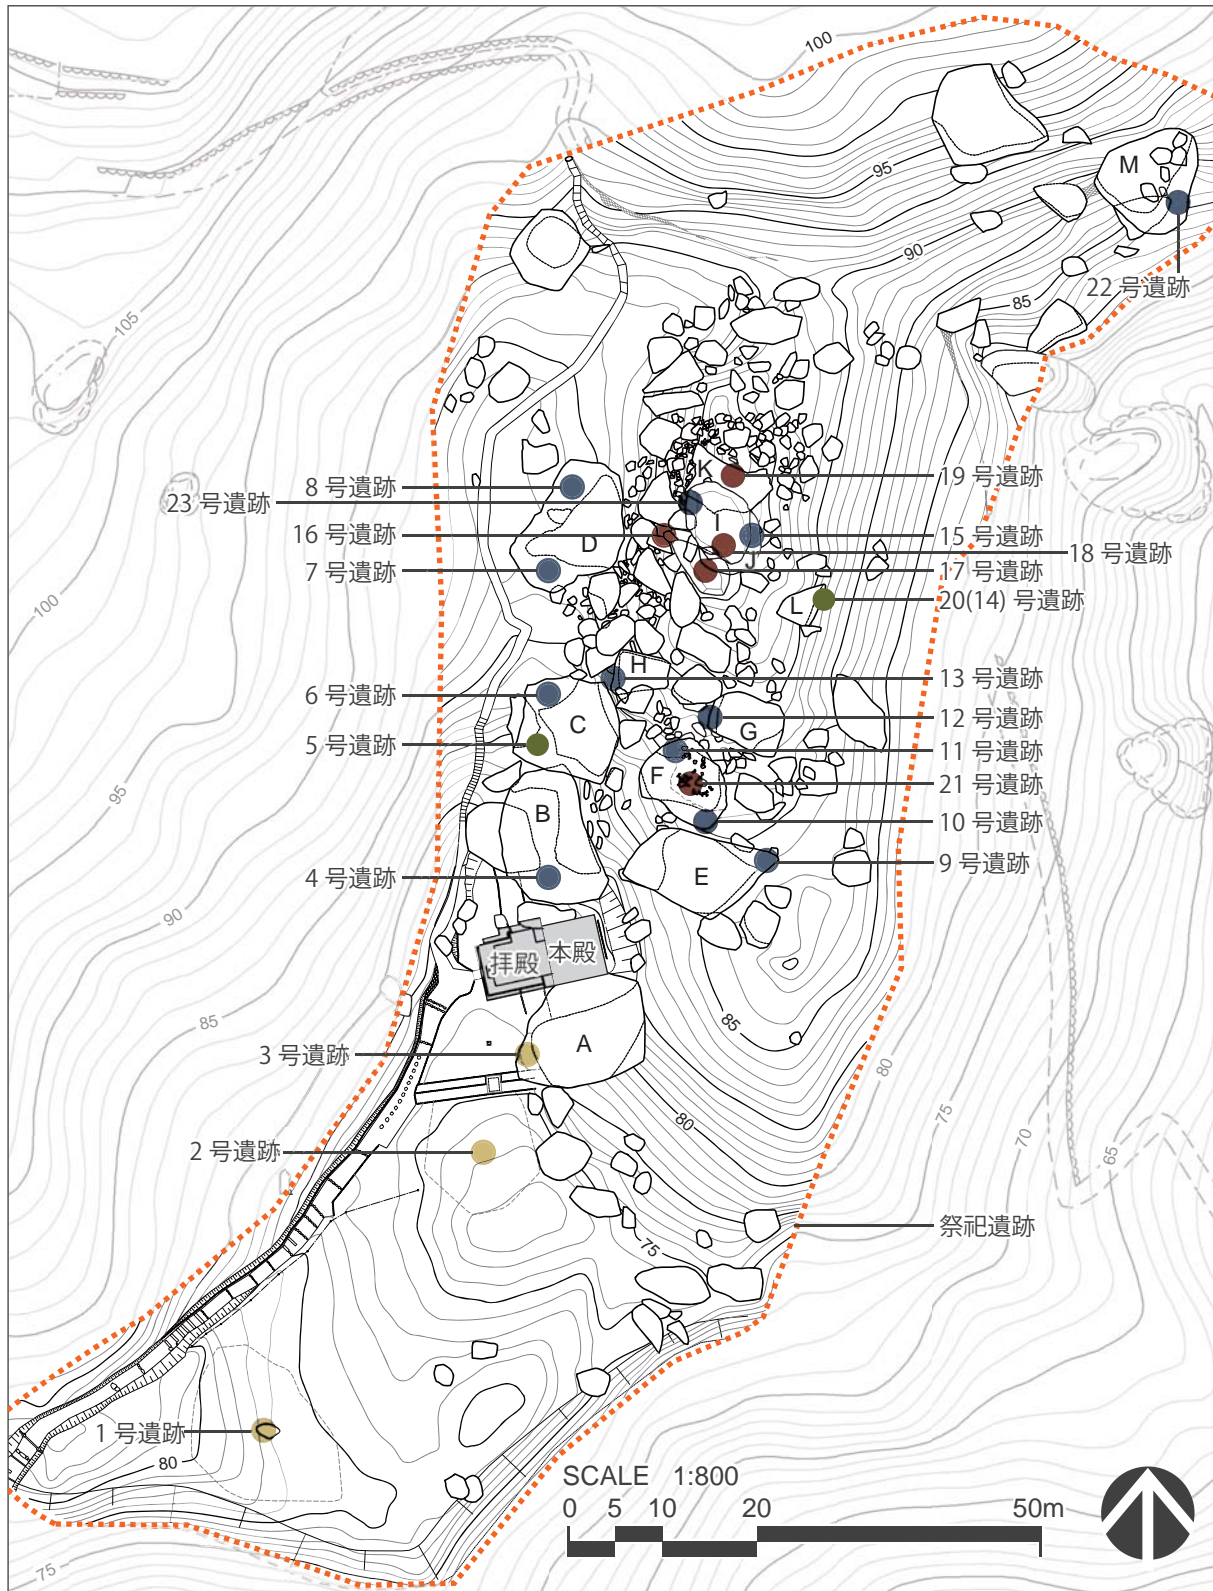 100
M
95
90
22 号遺跡
85
105
K
19 号遺跡
8 号遺跡
23 号遺跡
I
16 号遺跡
D
15 号遺跡
J
18 号遺跡
7 号遺跡
17 号遺跡
100
L
20(14) 号遺跡
H
13 号遺跡
6 号遺跡
C
G
12 号遺跡
5 号遺跡
11 号遺跡
F
21 号遺跡
95
B
10 号遺跡
E
9 号遺跡
4 号遺跡
90
拝殿
本殿
85
85
A
3 号遺跡
80
75
80
70
2 号遺跡
65
祭祀遺跡
75
1 号遺跡
80
SCALE 1:800
0 5 10 20 50m
75